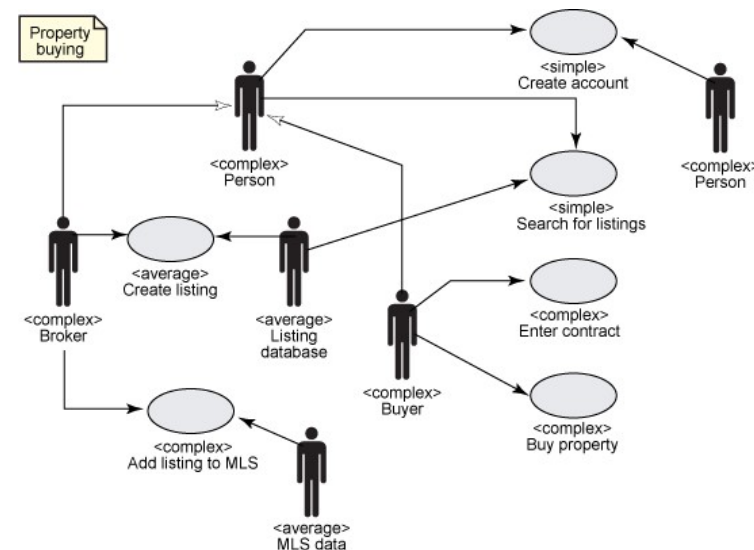 Property
buying
<simple>
Create account
<complex>
Person
<complex>
Person
<simple>
Search for listings
<average>
Create listing
<complex>
Broker
<average>
Listing
database
<complex>
Enter contract
<complex>
Buyer
<complex>
Buy property
<complex>
Add listing to MLS
<average>
MLS data